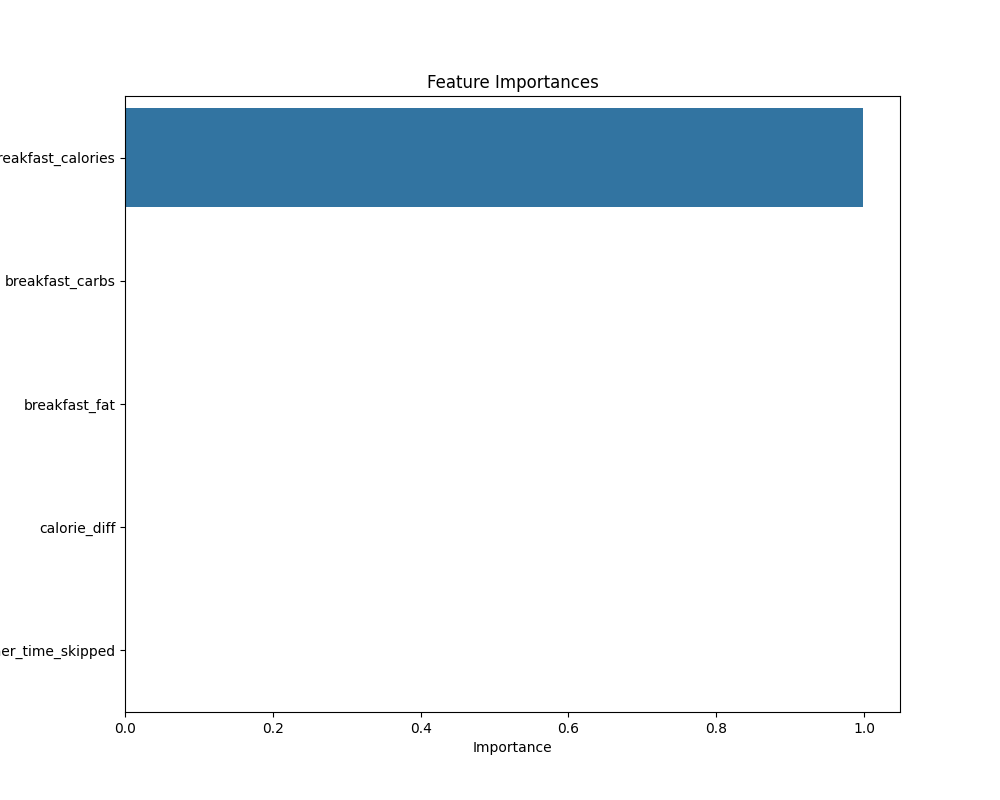 Feature Importances
reakfast_calories
breakfast_carbs
breakfast_fat
calorie_diff
er_time_skipped
0.0 0.2 0.4 0.6 0.8 1.0
Importance